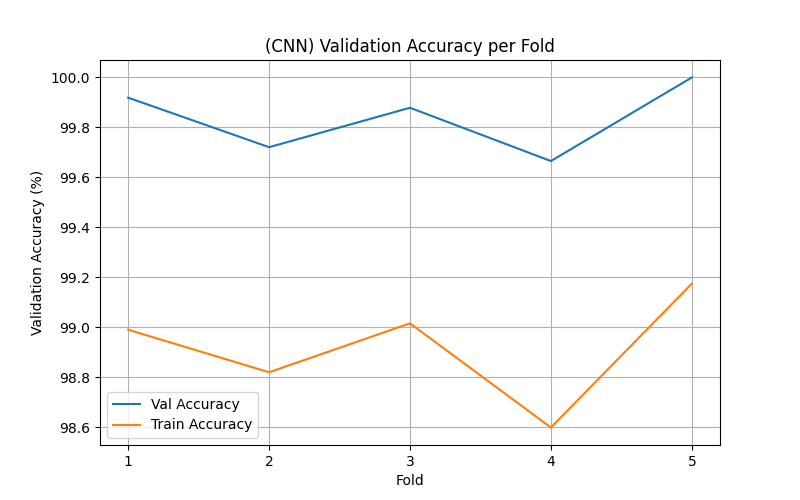 (CNN) Validation Accuracy per Fold
Validation Accuracy (%)
100.0
99.8
99.6
99.4
99.2
99.0
98.8
98.6
Val Accuracy
Train Accuracy
1 2 3 4 5
Fold